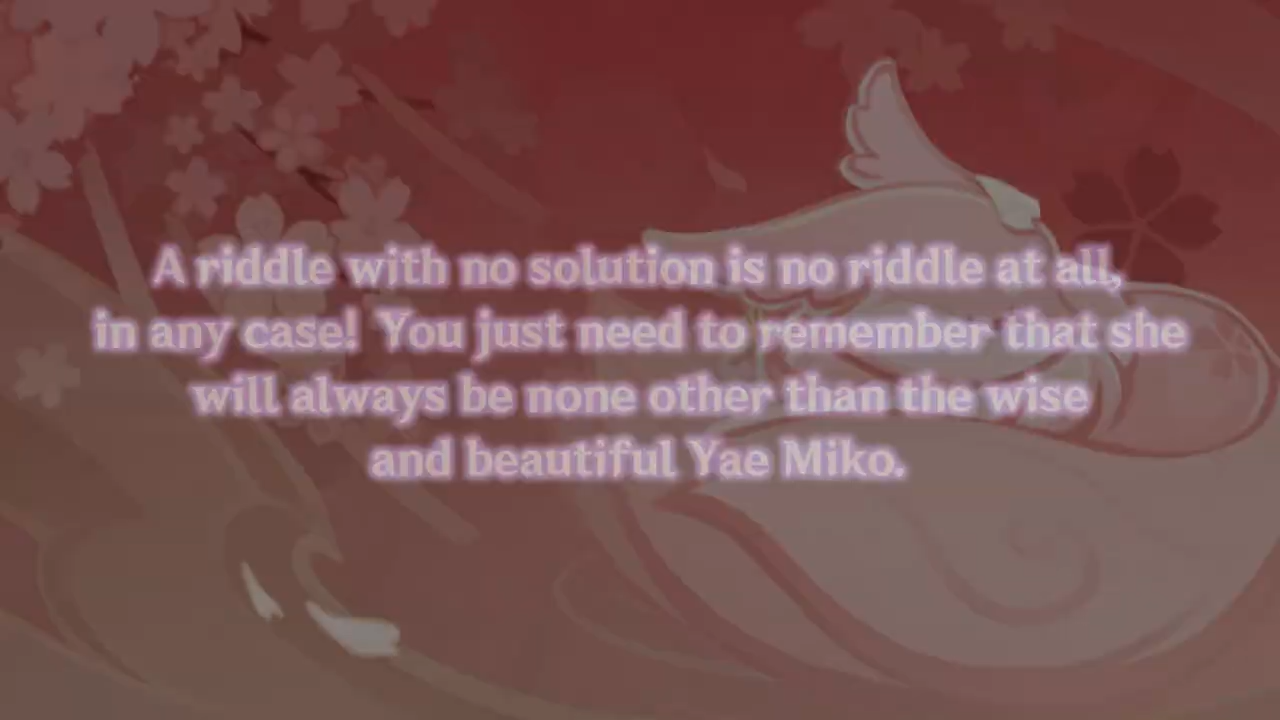 A riddle with no solution is no riddle at all,
in any case! You just need to remember that she
will always be none other than the wise
and beautiful Yae Miko.